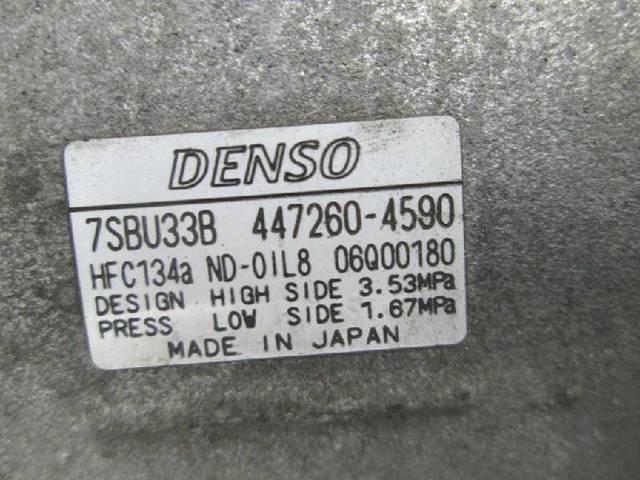 DENSO
7SBU33B 447260-4590
HFC134a ND-OIL8 06Q00180
DESIGN HIGH SIDE 3.53MPa
PRESS LOW SIDE 1.67MPa
MADE IN JAPAN